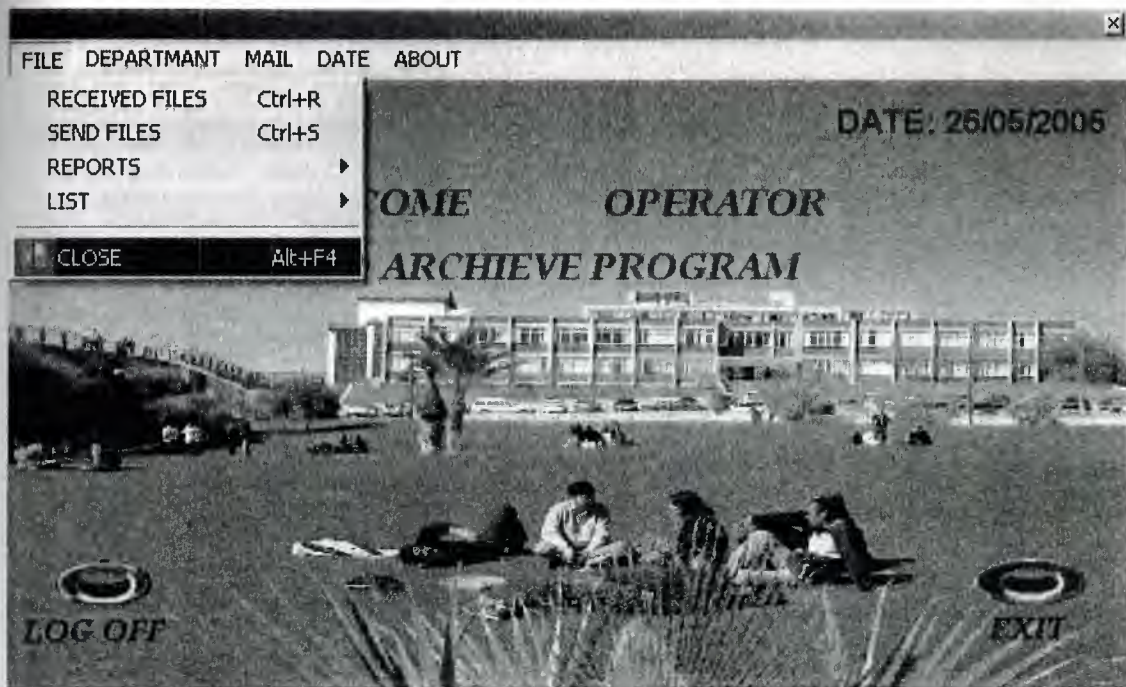 FILE DEPARTMANT MAIL DATE ABOUT
RECEIVED FILES Ctrl+R
SEND FILES Ctrl+S
REPORTS
LIST
CLOSE Alt+F4
DATE: 26/05/2005
OME OPERATOR
ARCHIEVE PROGRAM
LOG OFF
EXIT